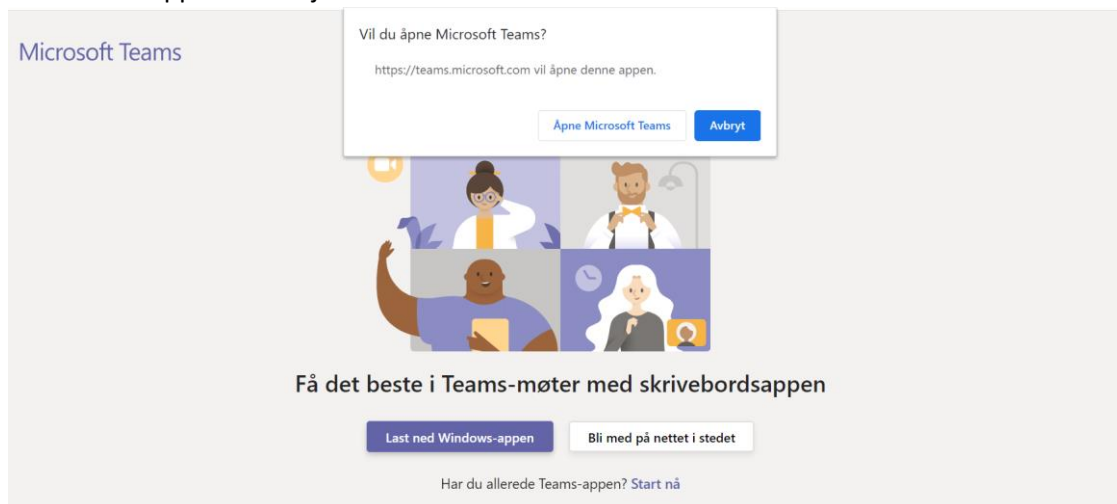 Vil du åpne Microsoft Teams?
Microsoft Teams
https://teams.microsoft.com vil åpne denne appen.
Åpne Microsoft Teams
Avbryt
Få det beste i Teams-møter med skrivebordsappen
Last ned Windows-appen
Bli med på nettet i stedet
Har du allerede Teams-appen? Start nå